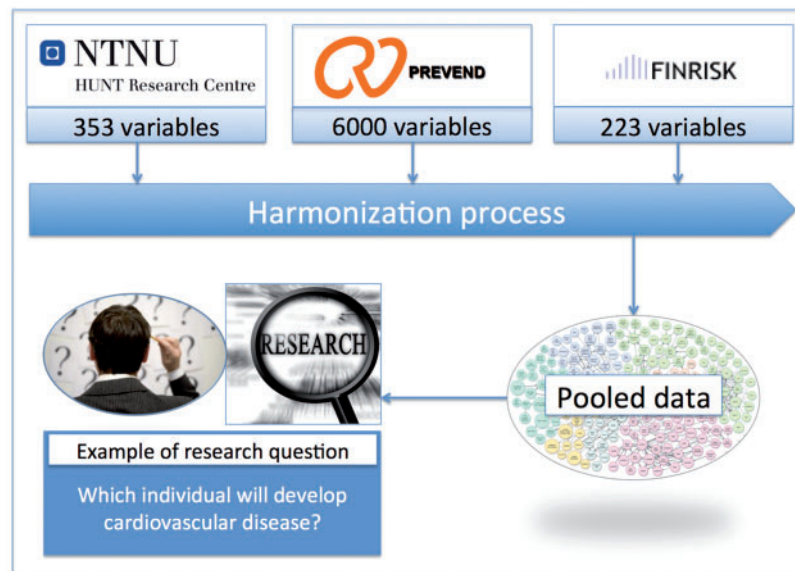 NTNU
HUNT Research Centre
353 variables
PREVEND
6000 variables
FINRISK
223 variables
Harmonization process
RESEARCH
Pooled data
Example of research question
Which individual will develop
cardiovascular disease?